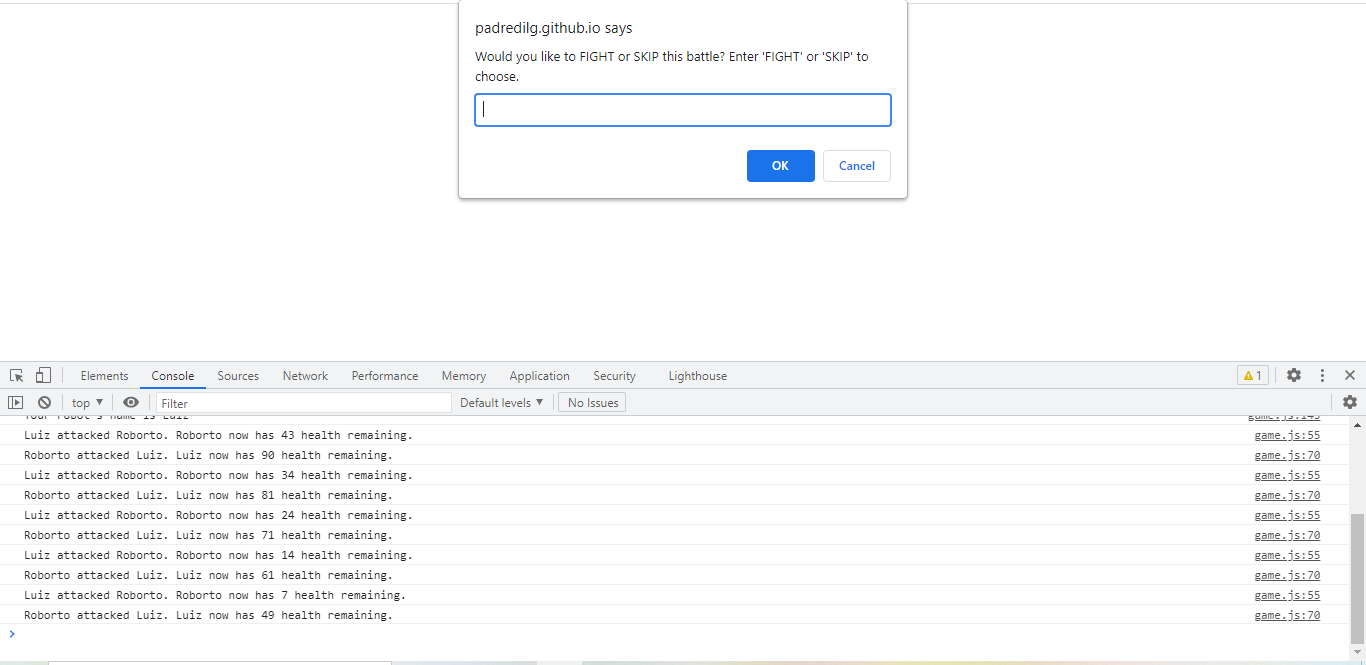 padredilg.github.io says
Would you like to FIGHT or SKIP this battle? Enter 'FIGHT' or 'SKIP' to
choose.
OK Cancel
Elements Console Sources Network Performance Memory Application Security Lighthouse 1
top Filter Default levels No Issues
Your robot's name is Luiz game.js:145
Luiz attacked Roborto. Roborto now has 43 health remaining. game.js:55
Roborto attacked Luiz. Luiz now has 90 health remaining. game.js:70
Luiz attacked Roborto. Roborto now has 34 health remaining. game.js:55
Roborto attacked Luiz. Luiz now has 81 health remaining. game.js:70
Luiz attacked Roborto. Roborto now has 24 health remaining. game.js:55
Roborto attacked Luiz. Luiz now has 71 health remaining. game.js:70
Luiz attacked Roborto. Roborto now has 14 health remaining. game.js:55
Roborto attacked Luiz. Luiz now has 61 health remaining. game.js:70
Luiz attacked Roborto. Roborto now has 7 health remaining. game.js:55
Roborto attacked Luiz. Luiz now has 49 health remaining. game.js:70